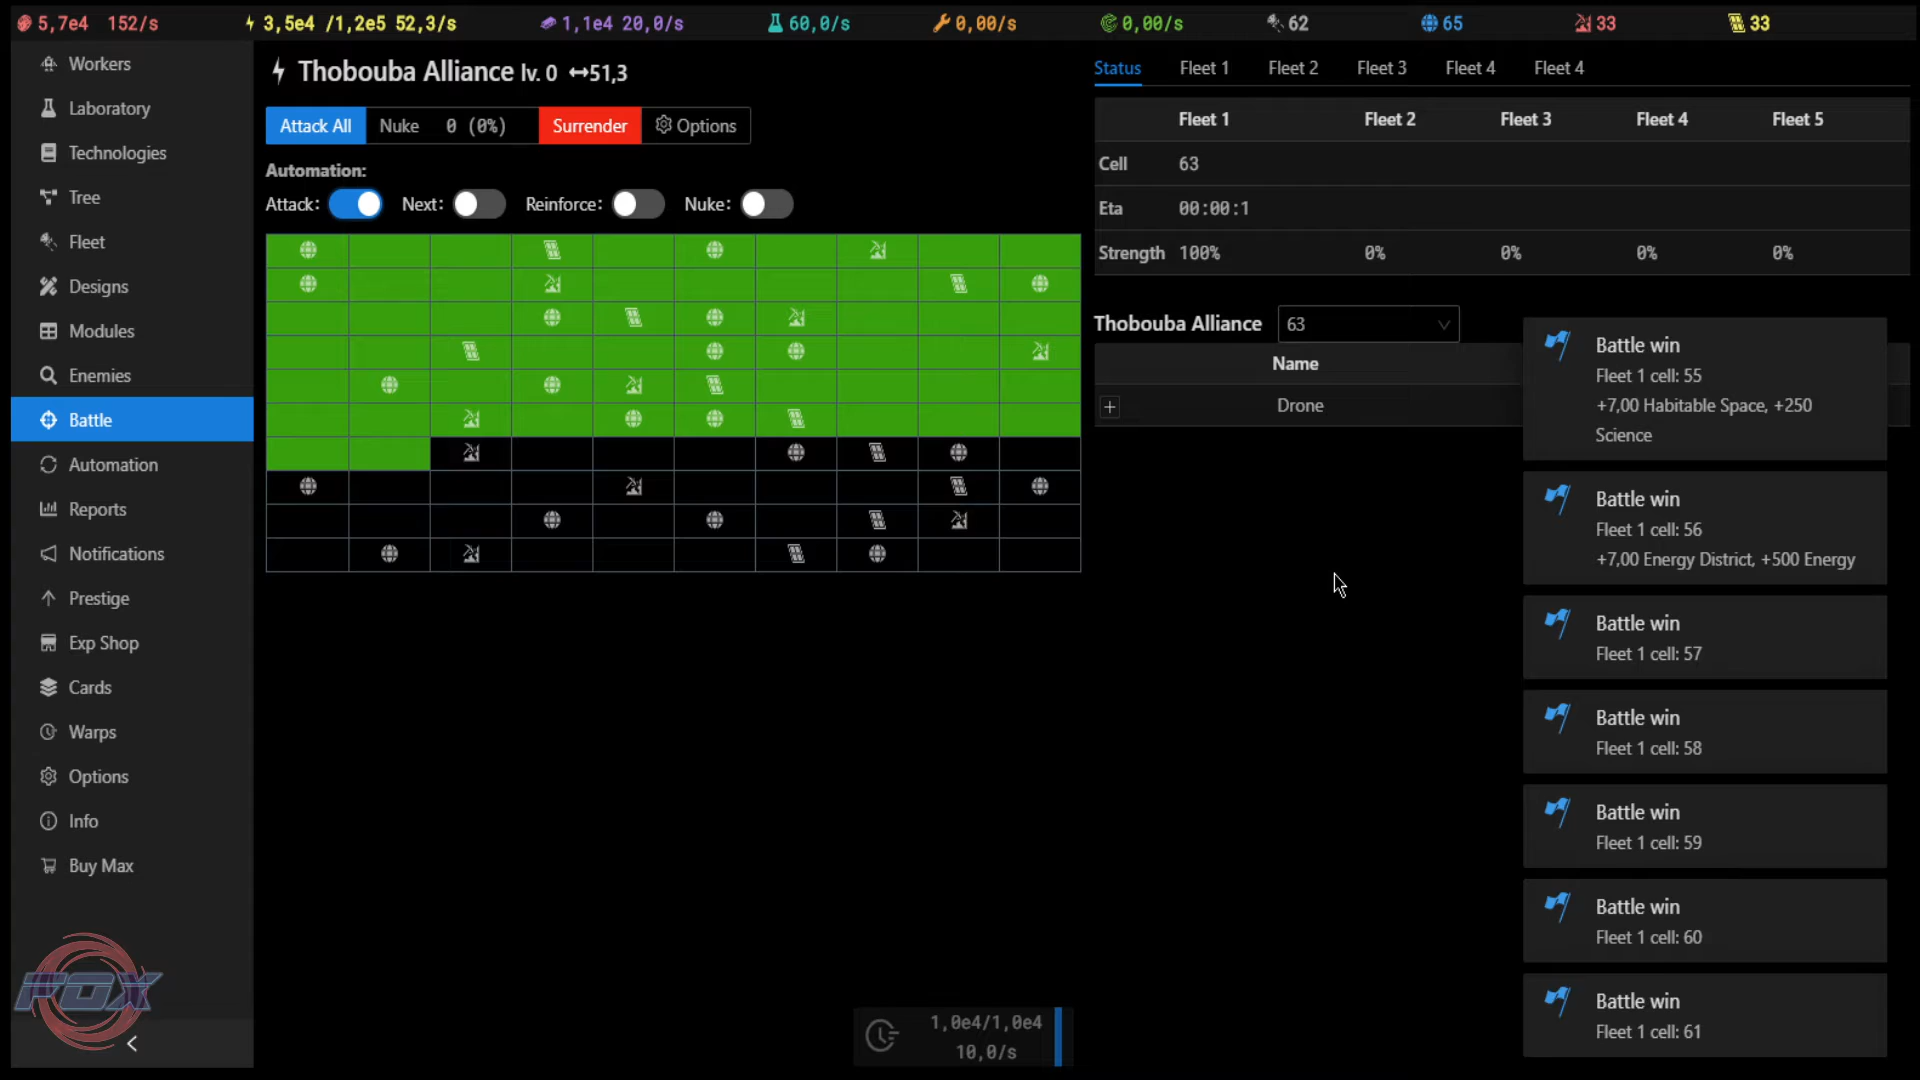 5,7e4 152/s 3,5e4 /1,2e5 52,3/s 1,1e4 20,0/s 60,0/s 0,00/s 0,00/s 62 65 33 33
Workers
Laboratory
Technologies
Tree
Fleet
Designs
Modules
Enemies
Battle
Automation
Reports
Notifications
Prestige
Exp Shop
Cards
Warps
Options
Info
Buy Max
FOX
Thobouba Alliance lv. 0 51,3
Attack All Nuke 0 (0%) Surrender Options
Automation:
Attack: Next: Reinforce: Nuke:
1,0e4/1,0e4
10,0/s
Status Fleet 1 Fleet 2 Fleet 3 Fleet 4 Fleet 4
Fleet 1 Fleet 2 Fleet 3 Fleet 4 Fleet 5
Cell 63
Eta 00:00:1
Strength 100% 0% 0% 0% 0%
Thobouba Alliance 63
Name
Drone
Battle win
Fleet 1 cell: 55
+7,00 Habitable Space, +250
Science
Battle win
Fleet 1 cell: 56
+7,00 Energy District, +500 Energy
Battle win
Fleet 1 cell: 57
Battle win
Fleet 1 cell: 58
Battle win
Fleet 1 cell: 59
Battle win
Fleet 1 cell: 60
Battle win
Fleet 1 cell: 61